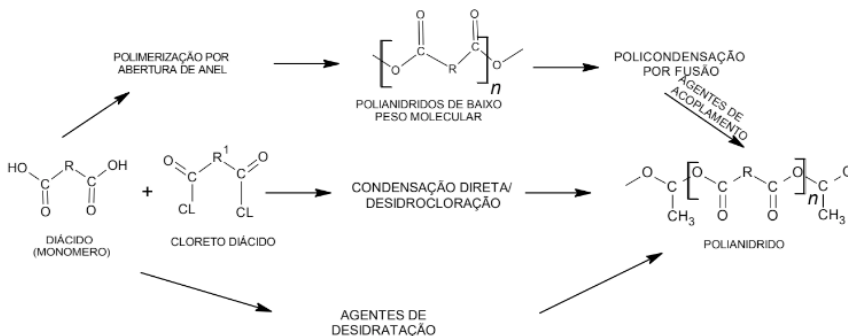 POLIMERIZAÇÃO POR
ABERTURA DE ANEL
O
O
C
C
O
R
O
n
POLIANIDRIDOS DE BAIXO
PESO MOLECULAR
POLICONDENSAÇÃO
POR FUSÃO
AGENTES DE
ACOPLAMENTO
HO
R
OH
C
C
O
O
DIÁCIDO
(MONOMERO)
+
O
R1
O
C
C
CL
CL
CLORETO DIÁCIDO
CONDENSAÇÃO DIRETA/
DESIDROCLORAÇÃO
O
O
R
O
O
C
C
C
C
n
CH3
O
O
CH3
POLIANIDRIDO
AGENTES DE
DESIDRATAÇÃO